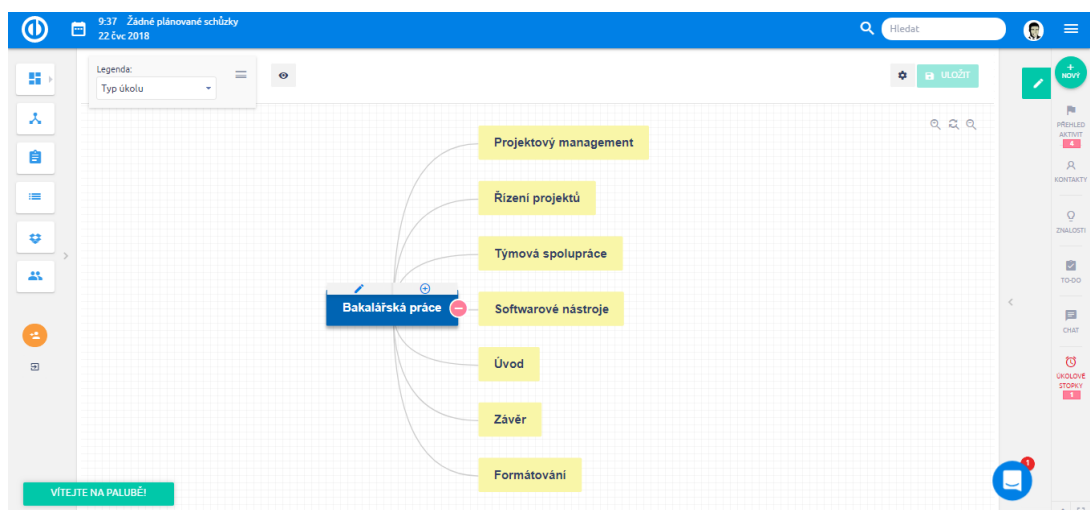 9:37 Žádné plánované schůzky
22 čvc 2018
Hledat
Legenda:
Typ úkolu
ULOŽIT
+
NOVÝ
PŘEHLED
AKTIVIT
4
KONTAKTY
ZNALOSTI
TO-DO
CHAT
ÚKOLOVÉ
STOPKY
1
Projektový management
Řízení projektů
Týmová spolupráce
Bakalářská práce
Softwarové nástroje
Úvod
Závěr
Formátování
VÍTEJTE NA PALUBĚ!
1